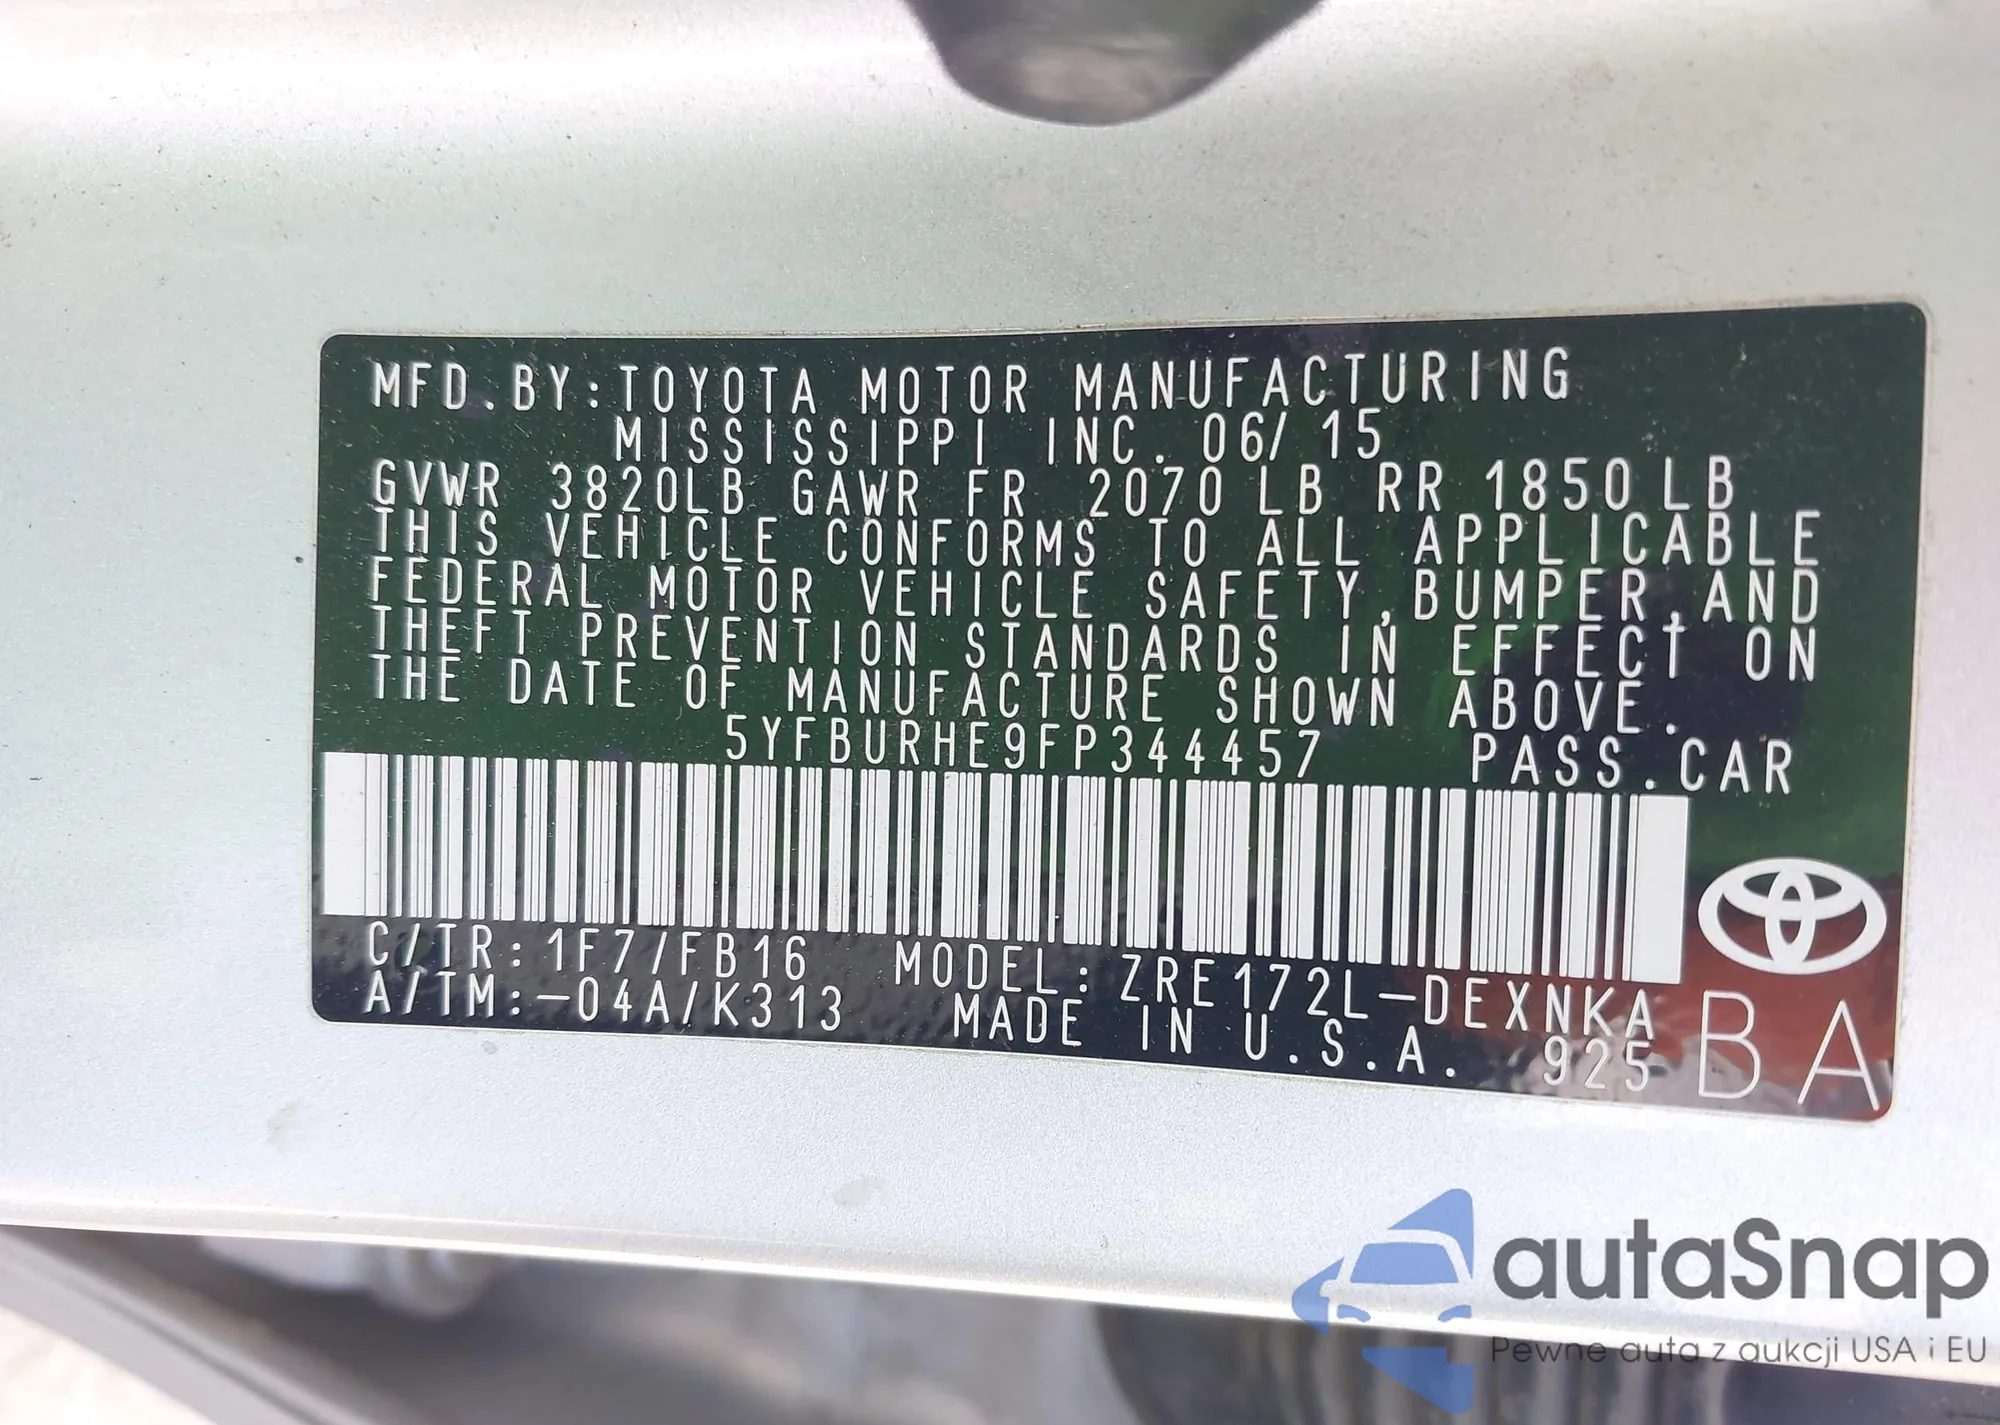 MFD.BY:TOYOTA MOTOR MANUFACTURING
MISSISSIPPI INC. 06/15
GVWR 3820LB GAWR FR 2070 LB RR 1850LB
THIS VEHICLE CONFORMS TO ALL APPLICABLE
FEDERAL MOTOR VEHICLE SAFETY,BUMPER,AND
THEFT PREVENTION STANDARDS IN EFFECT ON
THE DATE OF MANUFACTURE SHOWN ABOVE.
5YFBURHE9FP344457 PASS.CAR
C/TR:1F7/FB16 MODEL:ZRE172L-DEXNKA
A/TM:-04A/K313 MADE IN U.S.A. 925
BA
autaSnap
Pewne auta z aukcji USA i EU